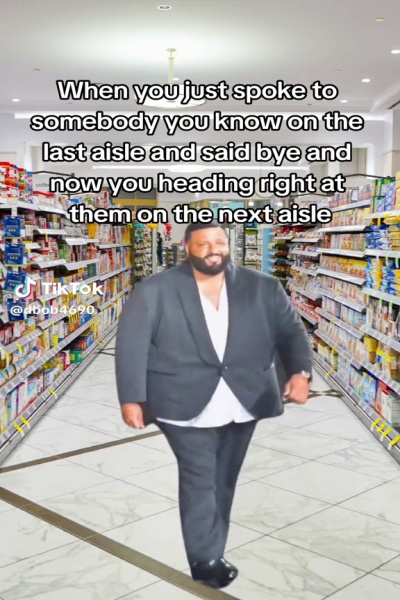 When you just spoke to
somebody you know on the
last aisle and said bye and
now you heading right at
them on the next aisle
TikTok
@dbob4690